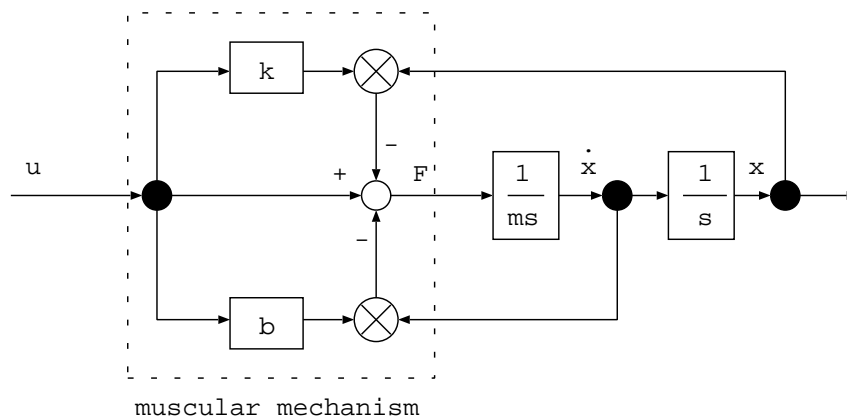 k
-
u
+
F
1
ms
ẋ
1
s
x
-
b
muscular mechanism